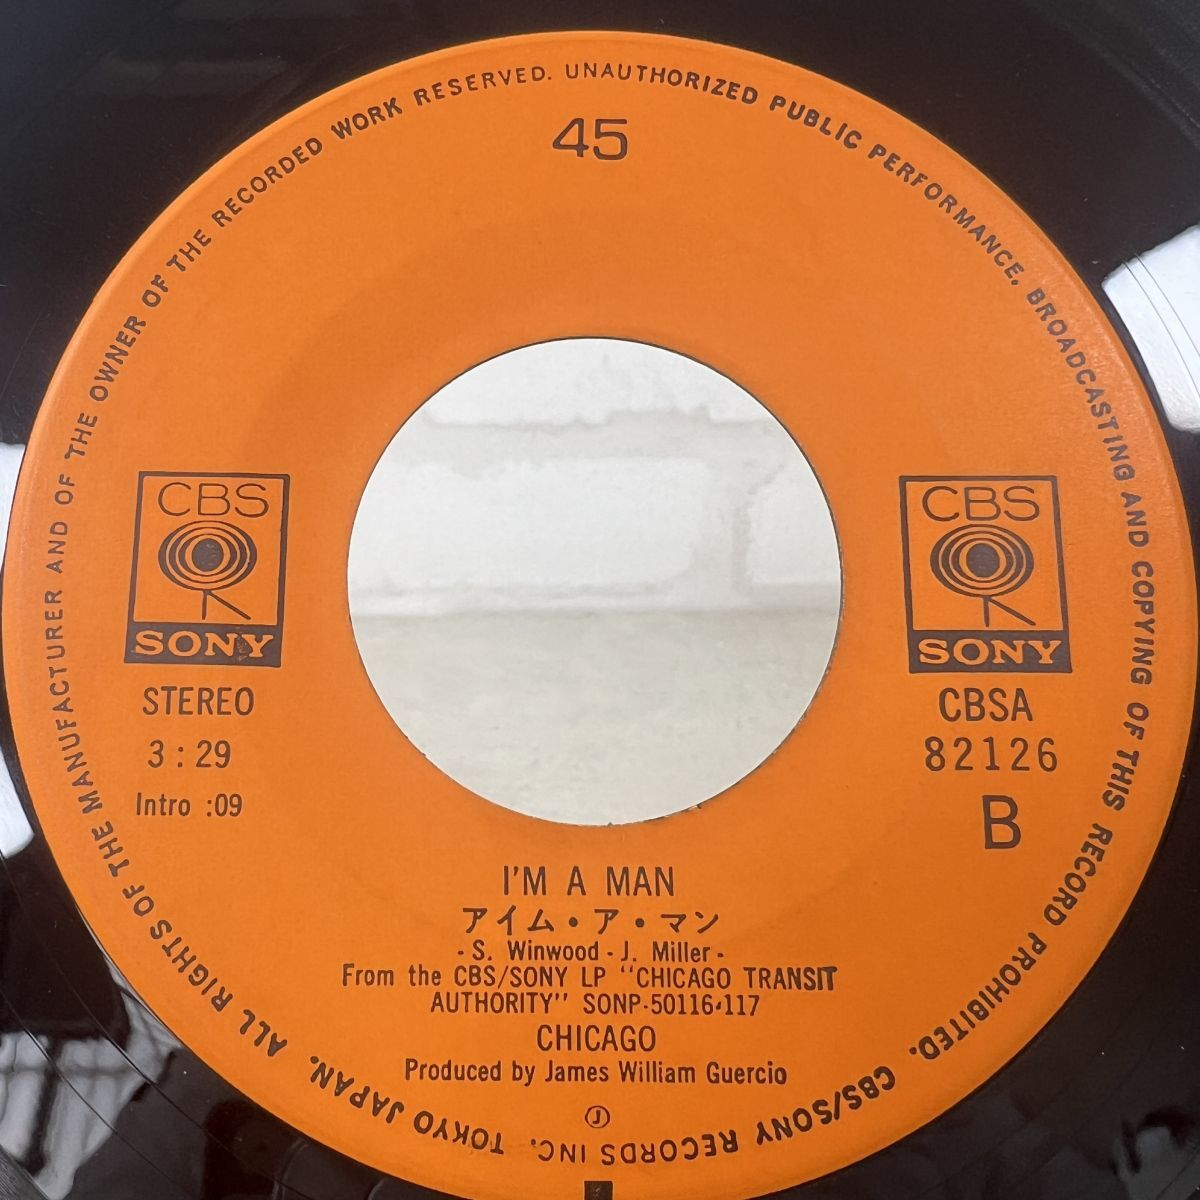 ALL RIGHTS OF THE MANUFACTURER AND OF THE OWNER OF THE RECORDED WORK RESERVED. UNAUTHORIZED PUBLIC PERFORMANCE, BROADCASTING AND COPYING OF THIS RECORD PROHIBITED. CBS/SONY RECORDS INC. TOKYO JAPAN.
45
CBS
SONY
STEREO
3:29
Intro :09
CBS
SONY
CBSA
82126
B
I'M A MAN
アイム・ア・マン
- S. Winwood - J. Miller -
From the CBS/SONY LP "CHICAGO TRANSIT
AUTHORITY" SONP-50116・117
CHICAGO
Produced by James William Guercio
Ⓙ